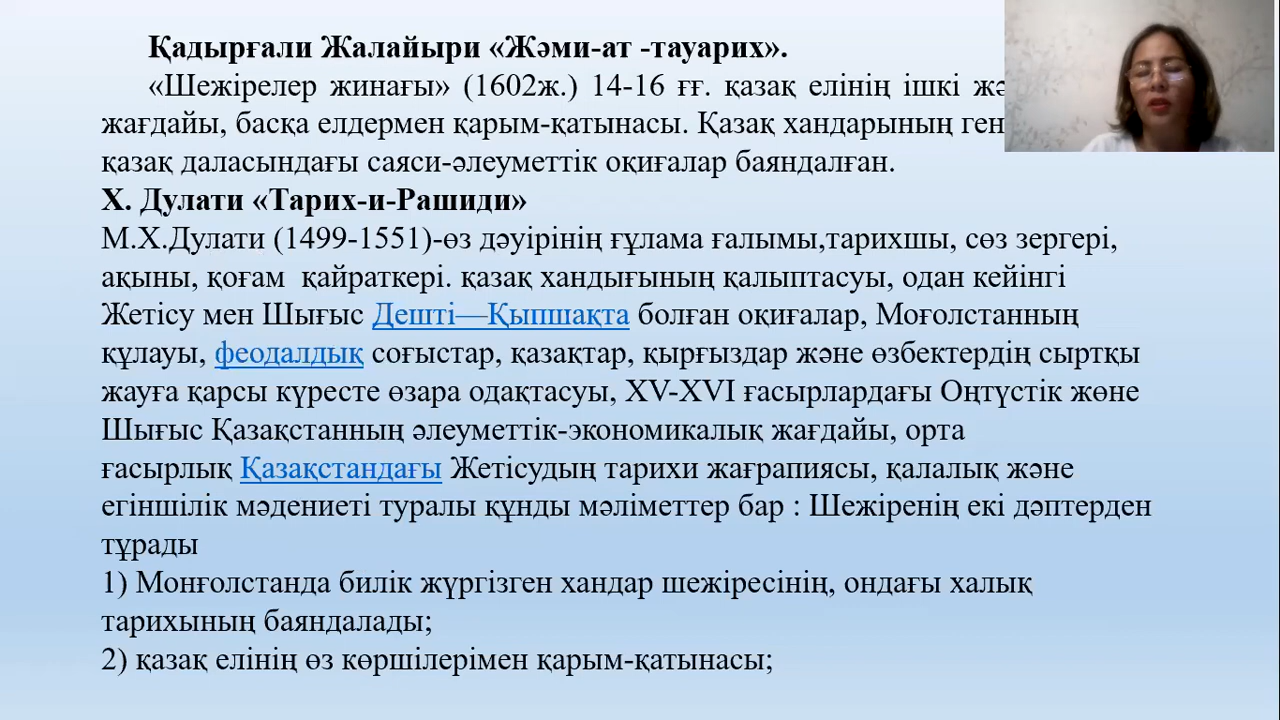 Қадырғали Жалайыри «Жәми-ат -тауарих».
«Шежірелер жинағы» (1602ж.) 14-16 ғғ. қазақ елінің ішкі
жағдайы, басқа елдермен қарым-қатынасы. Қазақ хандарының
қазақ даласындағы саяси-әлеуметтік оқиғалар баяндалған.
Х. Дулати «Тарих-и-Рашиди»
М.Х.Дулати (1499-1551)-өз дәуірінің ғұлама ғалымы,тарихшы, сөз зергері,
ақыны, қоғам қайраткері. қазақ хандығының қалыптасуы, одан кейінгі
Жетісу мен Шығыс Дешті—Қыпшақта болған оқиғалар, Моғолстанның
құлауы, феодалдық соғыстар, қазақтар, қырғыздар және өзбектердің сыртқы
жауға қарсы күресте өзара одақтасуы, XV-XVI ғасырлардағы Оңтүстік жөне
Шығыс Қазақстанның әлеуметтік-экономикалық жағдайы, орта
ғасырлық Қазақстандағы Жетісудың тарихи жағрапиясы, қалалық және
егіншілік мәдениеті туралы құнды мәліметтер бар : Шежіренің екі дәптерден
тұрады
1) Монғолстанда билік жүргізген хандар шежіресінің, ондағы халық
тарихының баяндалады;
2) қазақ елінің өз көршілерімен қарым-қатынасы;